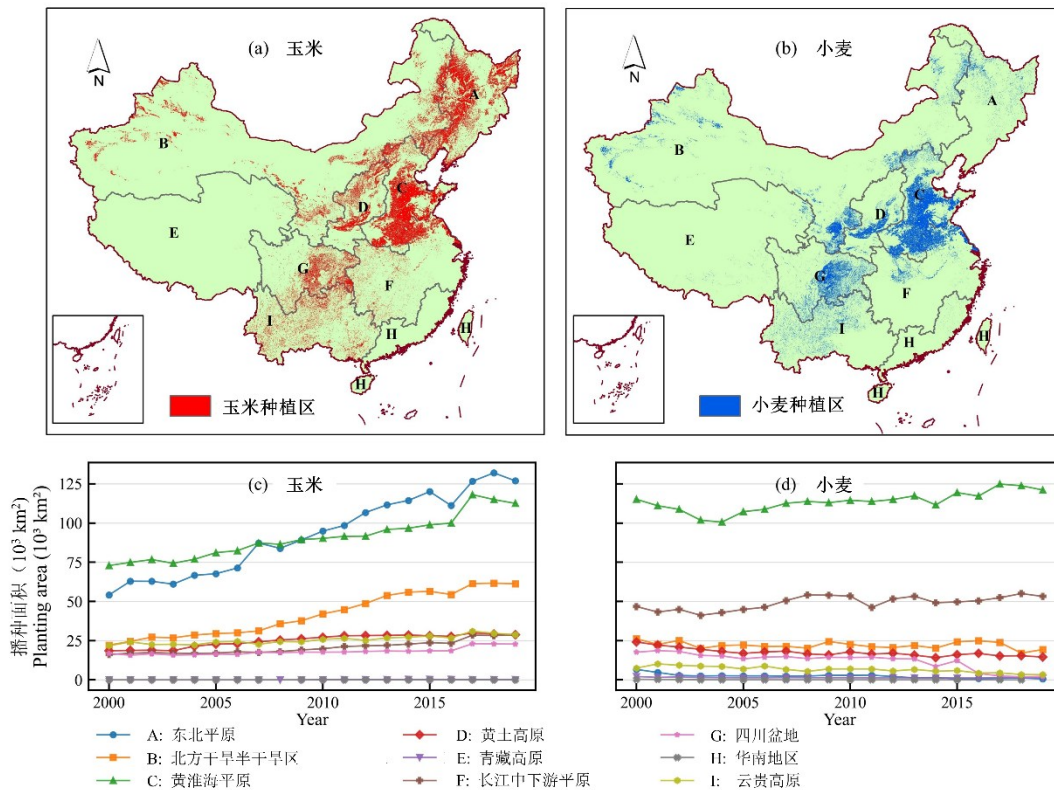 (a) 玉米
N
A
B
C
D
E
G
F
I
H
H
H
玉米种植区
(b) 小麦
N
A
B
C
D
E
G
F
I
H
H
H
小麦种植区
播种面积（10³ km²）
Planting area (10³ km²)
(c) 玉米
125
100
75
50
25
0
2000 2005 2010 2015
Year
(d) 小麦
2000 2005 2010 2015
Year
A: 东北平原 D: 黄土高原 G: 四川盆地
B: 北方干旱半干旱区 E: 青藏高原 H: 华南地区
C: 黄淮海平原 F: 长江中下游平原 I: 云贵高原